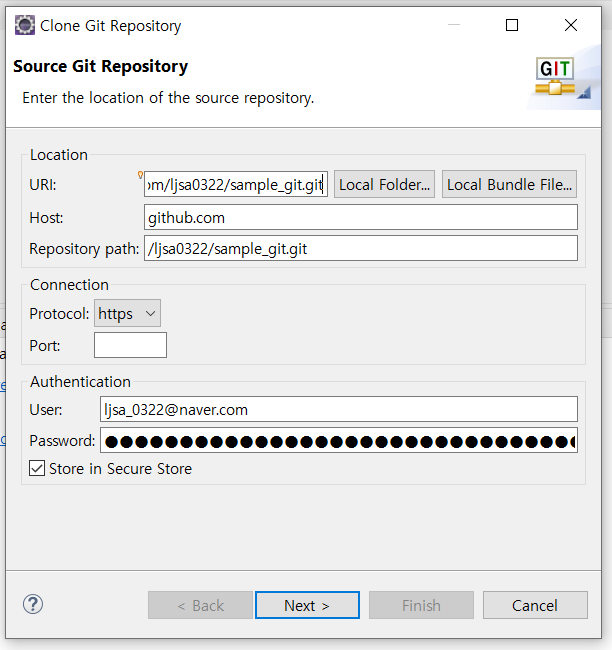 Clone Git Repository
Source Git Repository
Enter the location of the source repository.
GIT
Location
URI: om/ljsa0322/sample_git.git Local Folder... Local Bundle File...
Host: github.com
Repository path: /ljsa0322/sample_git.git
Connection
Protocol: https
Port:
Authentication
User: ljsa_0322@naver.com
Password: ●●●●●●●●●●●●●●●●●●●●●●●●●●●●●●●●
Store in Secure Store
< Back Next > Finish Cancel